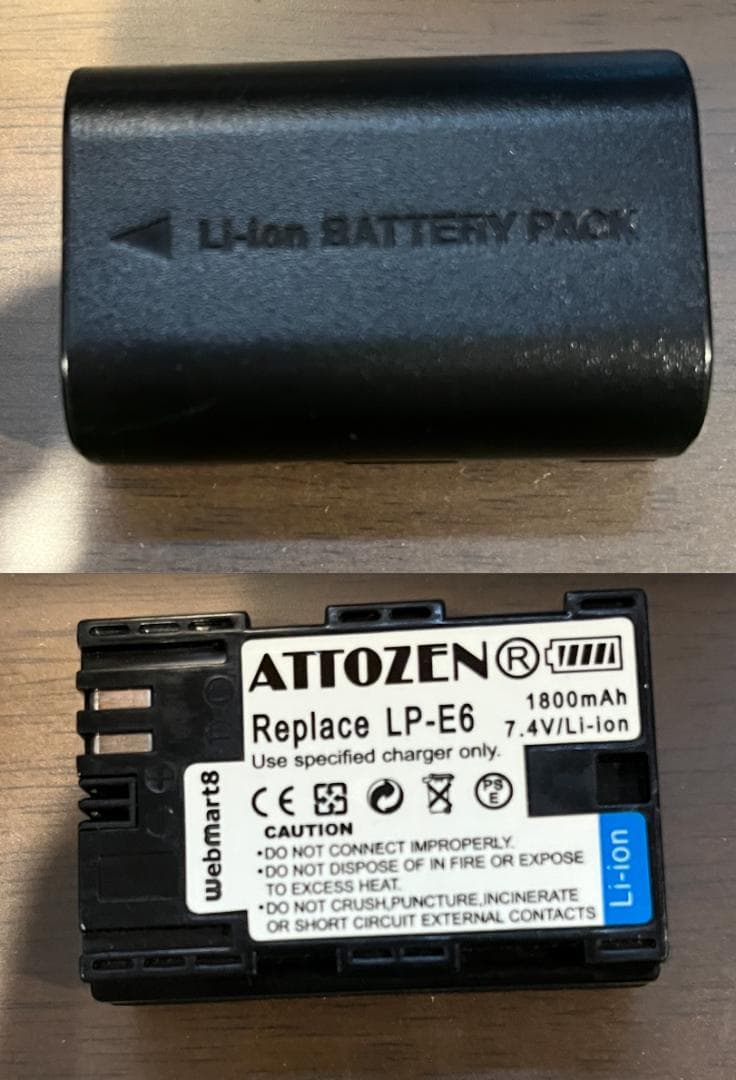 Li-ion BATTERY PACK
ATTOZEN®
1800mAh
Replace LP-E6
7.4V/Li-ion
Use specified charger only.
CE
PSE
webmart8
CAUTION
•DO NOT CONNECT IMPROPERLY.
•DO NOT DISPOSE OF IN FIRE OR EXPOSE
TO EXCESS HEAT.
•DO NOT CRUSH,PUNCTURE,INCINERATE
OR SHORT CIRCUIT EXTERNAL CONTACTS
Li-ion